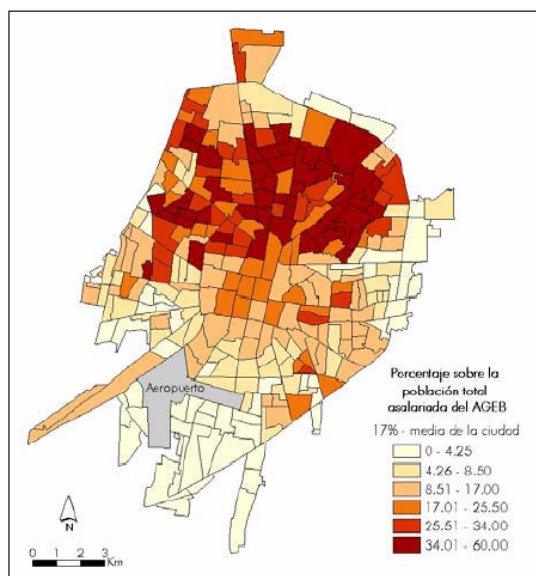 Aeropuerto
Porcentaje sobre la
población total
asalariada del AGEB
17% - media de la ciudad
0 - 4.25
4.26 - 8.50
8.51 - 17.00
17.01 - 25.50
25.51 - 34.00
34.01 - 60.00
N
0 1 2 3
Km